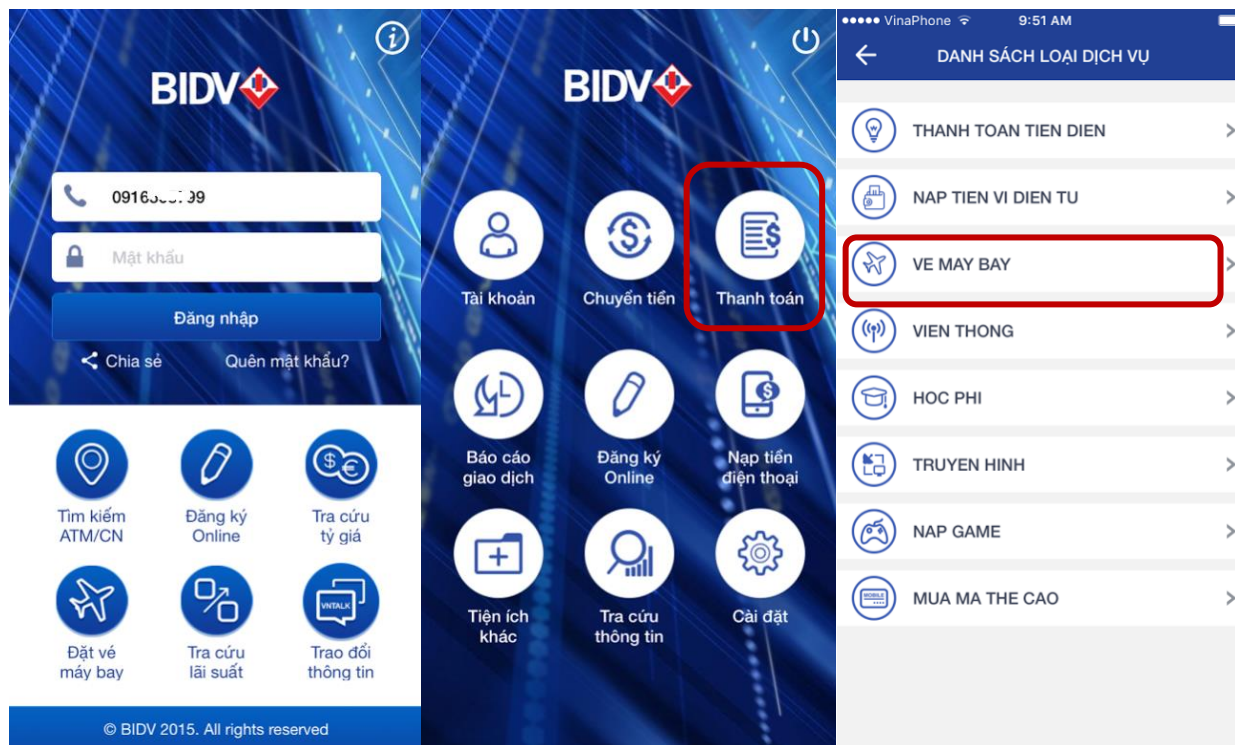 BIDV
Mật khẩu
Đăng nhập
Chia sẻ
Quên mật khẩu?
Tìm kiếm
ATM/CN
Đăng ký
Online
Tra cứu
tỷ giá
Đặt vé
máy bay
Tra cứu
lãi suất
VNTALK
Trao đổi
thông tin
© BIDV 2015. All rights reserved
BIDV
Tài khoản
Chuyển tiền
Thanh toán
Báo cáo
giao dịch
Đăng ký
Online
Nạp tiền
điện thoại
Tiện ích
khác
Tra cứu
thông tin
Cài đặt
VinaPhone 9:51 AM
DANH SÁCH LOẠI DỊCH VỤ
THANH TOAN TIEN DIEN
NAP TIEN VI DIEN TU
VE MAY BAY
VIEN THONG
HOC PHI
TRUYEN HINH
NAP GAME
MOBILE
MUA MA THE CAO